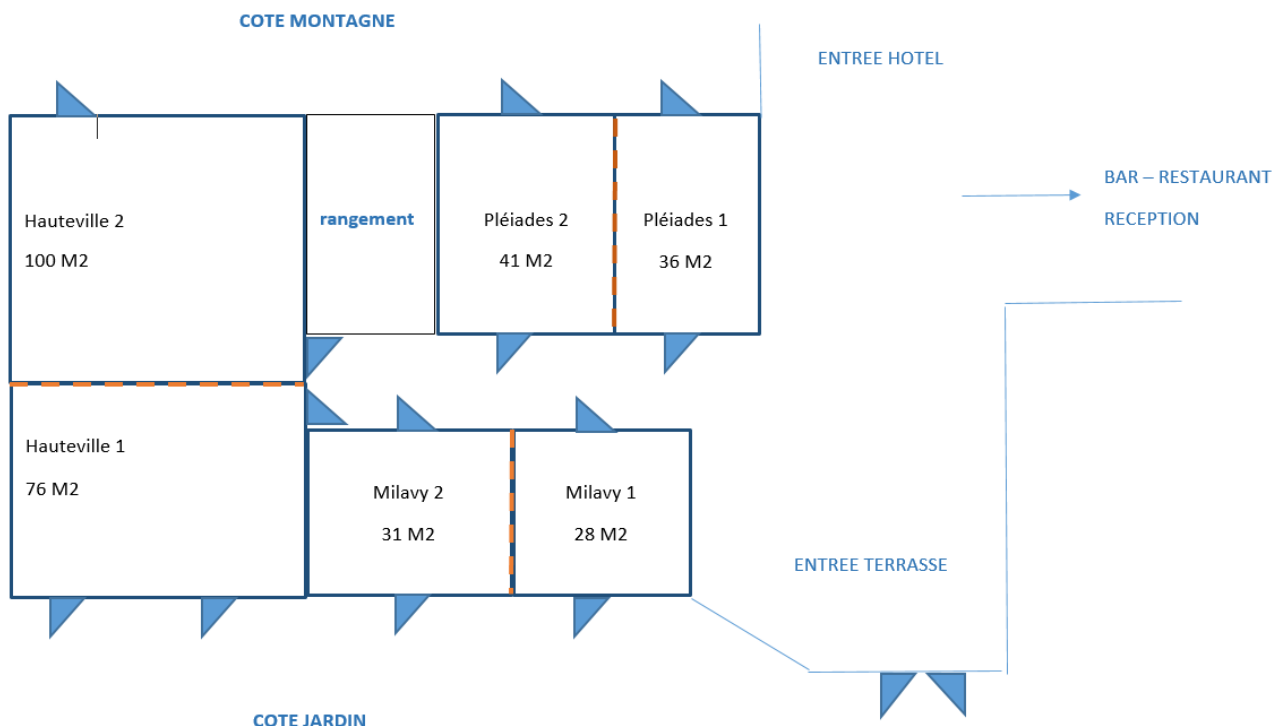 COTE MONTAGNE
ENTREE HOTEL
BAR – RESTAURANT
RECEPTION
Hauteville 2
100 M2
rangement
Pléiades 2
41 M2
Pléiades 1
36 M2
Hauteville 1
76 M2
Milavy 2
31 M2
Milavy 1
28 M2
ENTREE TERRASSE
COTE JARDIN